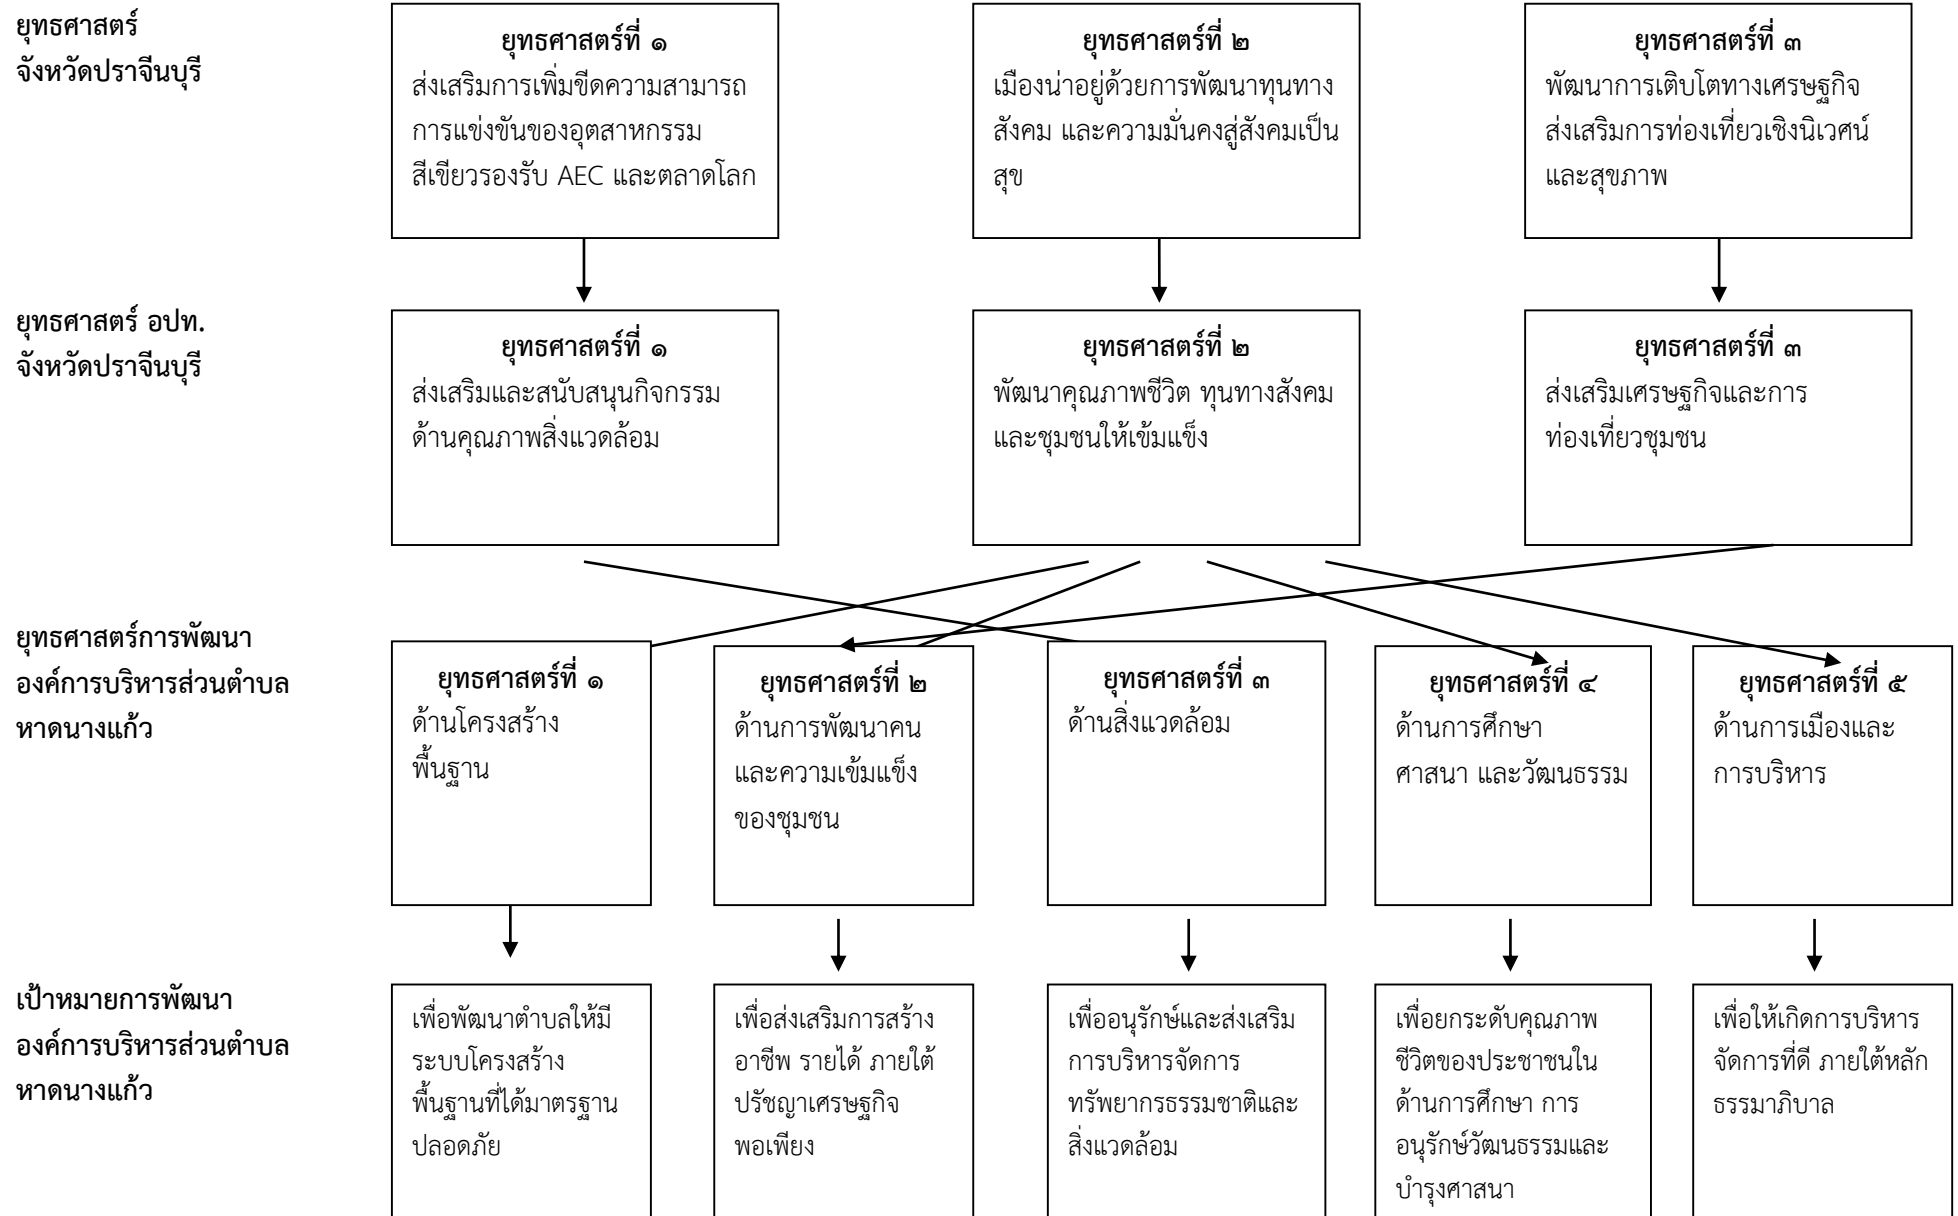 ยุทธศาสตร์
จังหวัดปราจีนบุรี
ยุทธศาสตร์ที่ ๑
ส่งเสริมการเพิ่มขีดความสามารถ
การแข่งขันของอุตสาหกรรม
สีเขียวรองรับ AEC และตลาดโลก
ยุทธศาสตร์ที่ ๒
เมืองน่าอยู่ด้วยการพัฒนาทุนทาง
สังคม และความมั่นคงสู่สังคมเป็น
สุข
ยุทธศาสตร์ที่ ๓
พัฒนาการเติบโตทางเศรษฐกิจ
ส่งเสริมการท่องเที่ยวเชิงนิเวศน์
และสุขภาพ
ยุทธศาสตร์ อปท.
จังหวัดปราจีนบุรี
ยุทธศาสตร์ที่ ๑
ส่งเสริมและสนับสนุนกิจกรรม
ด้านคุณภาพสิ่งแวดล้อม
ยุทธศาสตร์ที่ ๒
พัฒนาคุณภาพชีวิต ทุนทางสังคม
และชุมชนให้เข้มแข็ง
ยุทธศาสตร์ที่ ๓
ส่งเสริมเศรษฐกิจและการ
ท่องเที่ยวชุมชน
ยุทธศาสตร์การพัฒนา
องค์การบริหารส่วนตำบล
หาดนางแก้ว
ยุทธศาสตร์ที่ ๑
ด้านโครงสร้าง
พื้นฐาน
ยุทธศาสตร์ที่ ๒
ด้านการพัฒนาคน
และความเข้มแข็ง
ของชุมชน
ยุทธศาสตร์ที่ ๓
ด้านสิ่งแวดล้อม
ยุทธศาสตร์ที่ ๔
ด้านการศึกษา
ศาสนา และวัฒนธรรม
ยุทธศาสตร์ที่ ๕
ด้านการเมืองและ
การบริหาร
เป้าหมายการพัฒนา
องค์การบริหารส่วนตำบล
หาดนางแก้ว
เพื่อพัฒนาตำบลให้มี
ระบบโครงสร้าง
พื้นฐานที่ได้มาตรฐาน
ปลอดภัย
เพื่อส่งเสริมการสร้าง
อาชีพ รายได้ ภายใต้
ปรัชญาเศรษฐกิจ
พอเพียง
เพื่ออนุรักษ์และส่งเสริม
การบริหารจัดการ
ทรัพยากรธรรมชาติและ
สิ่งแวดล้อม
เพื่อยกระดับคุณภาพ
ชีวิตของประชาชนใน
ด้านการศึกษา การ
อนุรักษ์วัฒนธรรมและ
บำรุงศาสนา
เพื่อให้เกิดการบริหาร
จัดการที่ดี ภายใต้หลัก
ธรรมาภิบาล